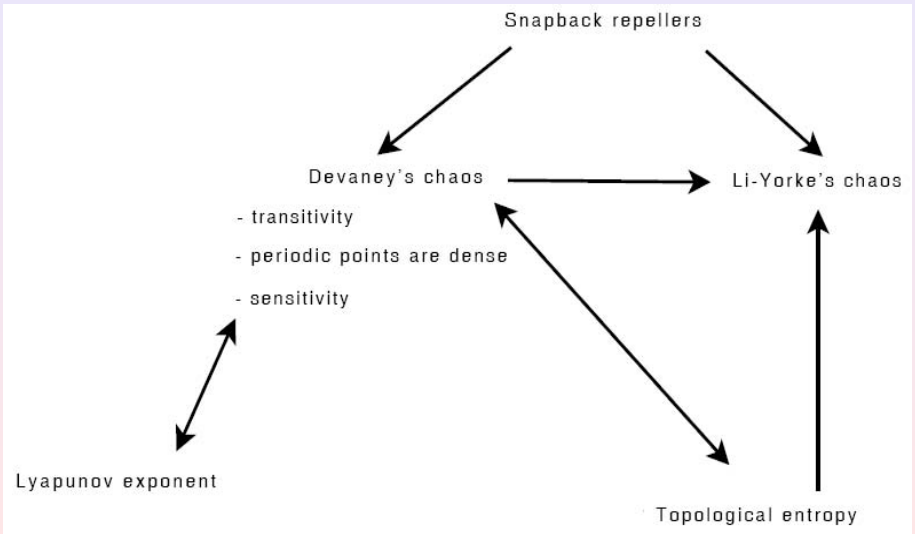 Snapback repellers
Devaney's chaos
Li-Yorke's chaos
- transitivity
- periodic points are dense
- sensitivity
Lyapunov exponent
Topological entropy